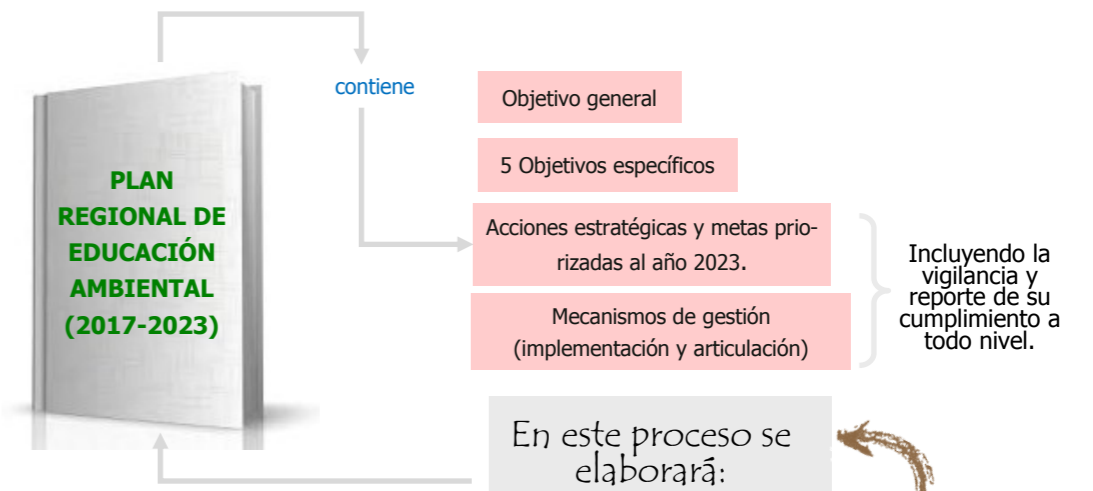 PLAN
REGIONAL DE
EDUCACIÓN
AMBIENTAL
(2017-2023)
contiene
Objetivo general
5 Objetivos específicos
Acciones estratégicas y metas prio-
rizadas al año 2023.
Mecanismos de gestión
(implementación y articulación)
Incluyendo la
vigilancia y
reporte de su
cumplimiento a
todo nivel.
En este proceso se
elaborará: